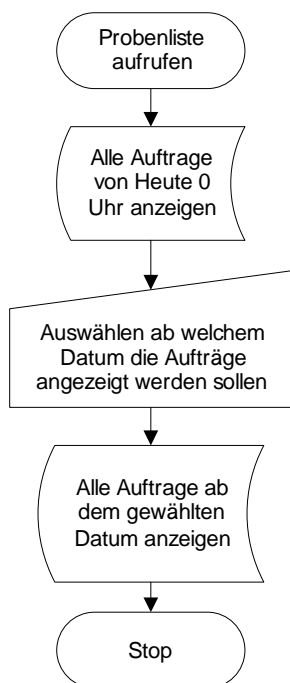 Probenliste
aufrufen
Alle Auftrage
von Heute 0
Uhr anzeigen
Auswählen ab welchem
Datum die Aufträge
angezeigt werden sollen
Alle Auftrage ab
dem gewählten
Datum anzeigen
Stop